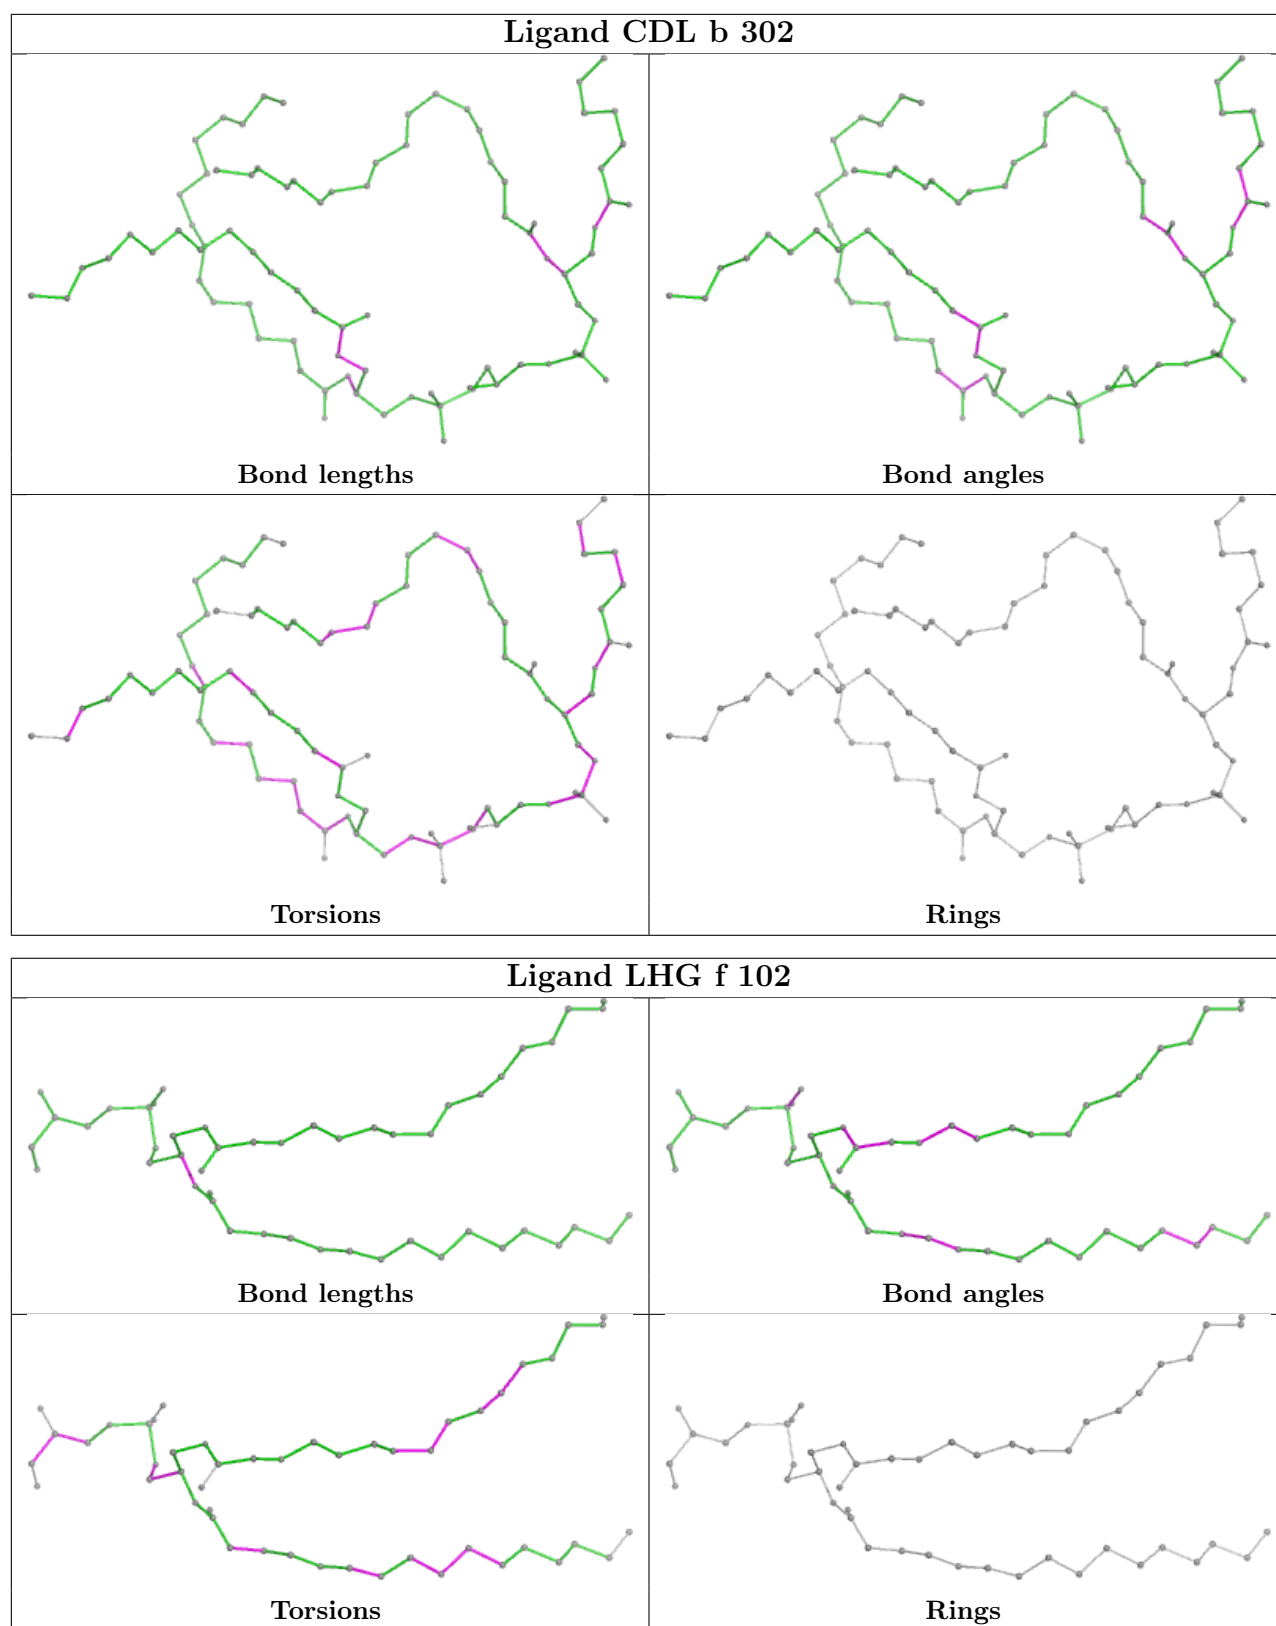 Ligand CDL b 302
Bond lengths
Bond angles
Torsions
Rings
Ligand LHG f 102
Bond lengths
Bond angles
Torsions
Rings